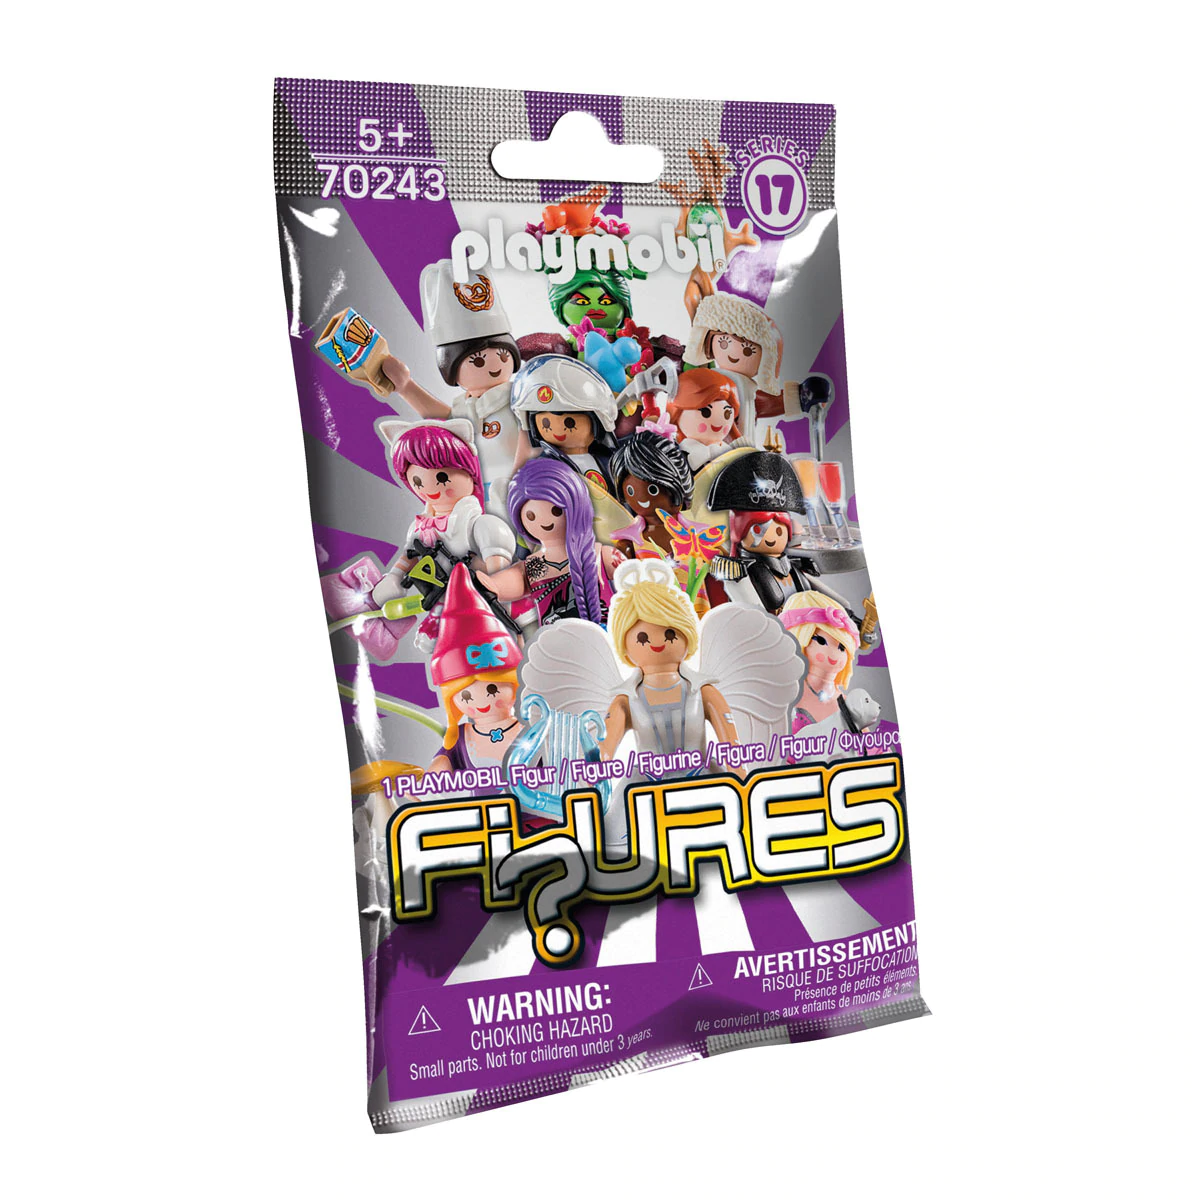 5+
70243
SERIES
17
playmobil®
1 PLAYMOBIL Figur / Figure / Figurine / Figura / Figuur / Φιγούρα
Fi?URES
WARNING:
CHOKING HAZARD
Small parts. Not for children under 3 years.
AVERTISSEMENT
RISQUE DE SUFFOCATION
Présence de petits éléments.
Ne convient pas aux enfants de moins de 3 ans.